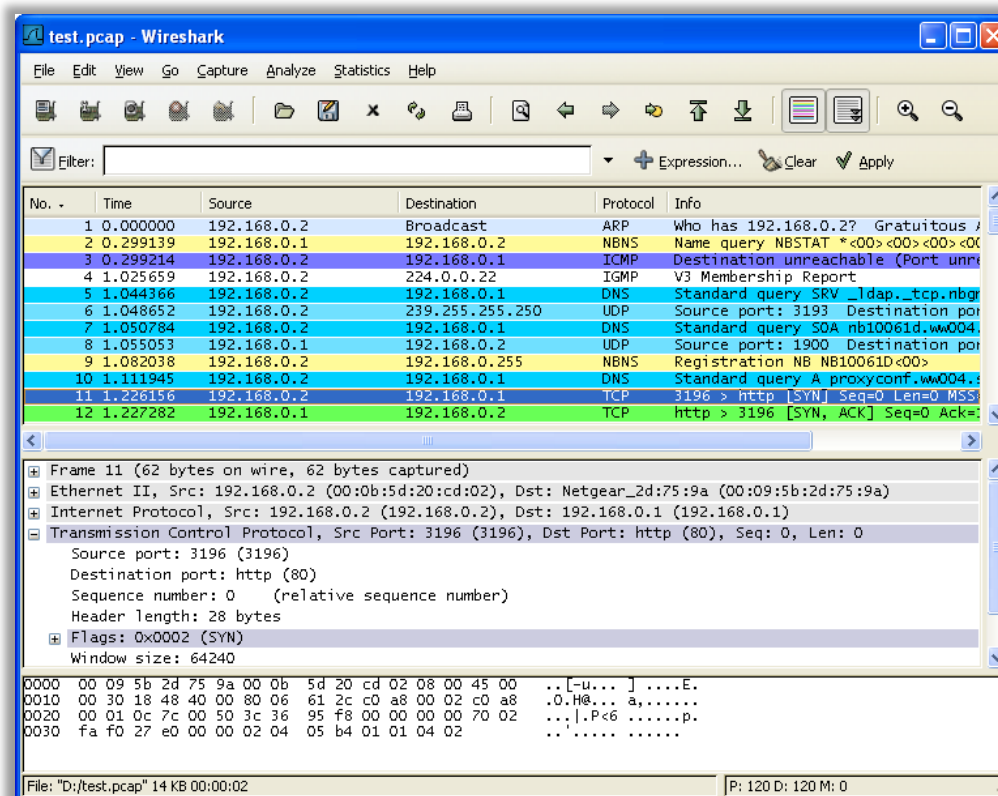 test.pcap - Wireshark
File Edit View Go Capture Analyze Statistics Help
Filter: Expression... Clear Apply
No. Time Source Destination Protocol Info
1 0.000000 192.168.0.2 Broadcast ARP Who has 192.168.0.2? Gratuitous A
2 0.299139 192.168.0.1 192.168.0.2 NBNS Name query NBSTAT *<00><00><00><00
3 0.299214 192.168.0.2 192.168.0.1 ICMP Destination unreachable (Port unre
4 1.025659 192.168.0.2 224.0.0.22 IGMP V3 Membership Report
5 1.044366 192.168.0.2 192.168.0.1 DNS Standard query SRV _ldap._tcp.nbgm
6 1.048652 192.168.0.2 239.255.255.250 UDP Source port: 3193 Destination por
7 1.050784 192.168.0.2 192.168.0.1 DNS Standard query SOA nb10061d.ww004.
8 1.055053 192.168.0.1 192.168.0.2 UDP Source port: 1900 Destination por
9 1.082038 192.168.0.2 192.168.0.255 NBNS Registration NB NB10061D<00>
10 1.111945 192.168.0.2 192.168.0.1 DNS Standard query A proxyconf.ww004.s
11 1.226156 192.168.0.2 192.168.0.1 TCP 3196 > http [SYN] Seq=0 Len=0 MSS=
12 1.227282 192.168.0.1 192.168.0.2 TCP http > 3196 [SYN, ACK] Seq=0 Ack=1
Frame 11 (62 bytes on wire, 62 bytes captured)
Ethernet II, Src: 192.168.0.2 (00:0b:5d:20:cd:02), Dst: Netgear_2d:75:9a (00:09:5b:2d:75:9a)
Internet Protocol, Src: 192.168.0.2 (192.168.0.2), Dst: 192.168.0.1 (192.168.0.1)
Transmission Control Protocol, Src Port: 3196 (3196), Dst Port: http (80), Seq: 0, Len: 0
Source port: 3196 (3196)
Destination port: http (80)
Sequence number: 0 (relative sequence number)
Header length: 28 bytes
Flags: 0x0002 (SYN)
Window size: 64240
0000 00 09 5b 2d 75 9a 00 0b 5d 20 cd 02 08 00 45 00 ..[-u... ] ....E.
0010 00 30 18 48 40 00 80 06 61 2c c0 a8 00 02 c0 a8 .0.H@... a,......
0020 00 01 0c 7c 00 50 3c 36 95 f8 00 00 00 00 70 02 ...|.P<6 ......p.
0030 fa f0 27 e0 00 00 02 04 05 b4 01 01 04 02 ..'..... ......
File: "D:/test.pcap" 14 KB 00:00:02 P: 120 D: 120 M: 0